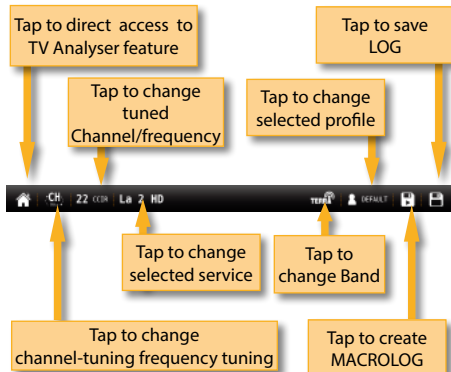 Tap to direct access to
TV Analyser feature
Tap to save
LOG
Tap to change
tuned
Channel/frequency
Tap to change
selected profile
CH 22 CCIR La 2 HD TERR DEFAULT
Tap to change
selected service
Tap to
change Band
Tap to change
channel-tuning frequency tuning
Tap to create
MACROLOG